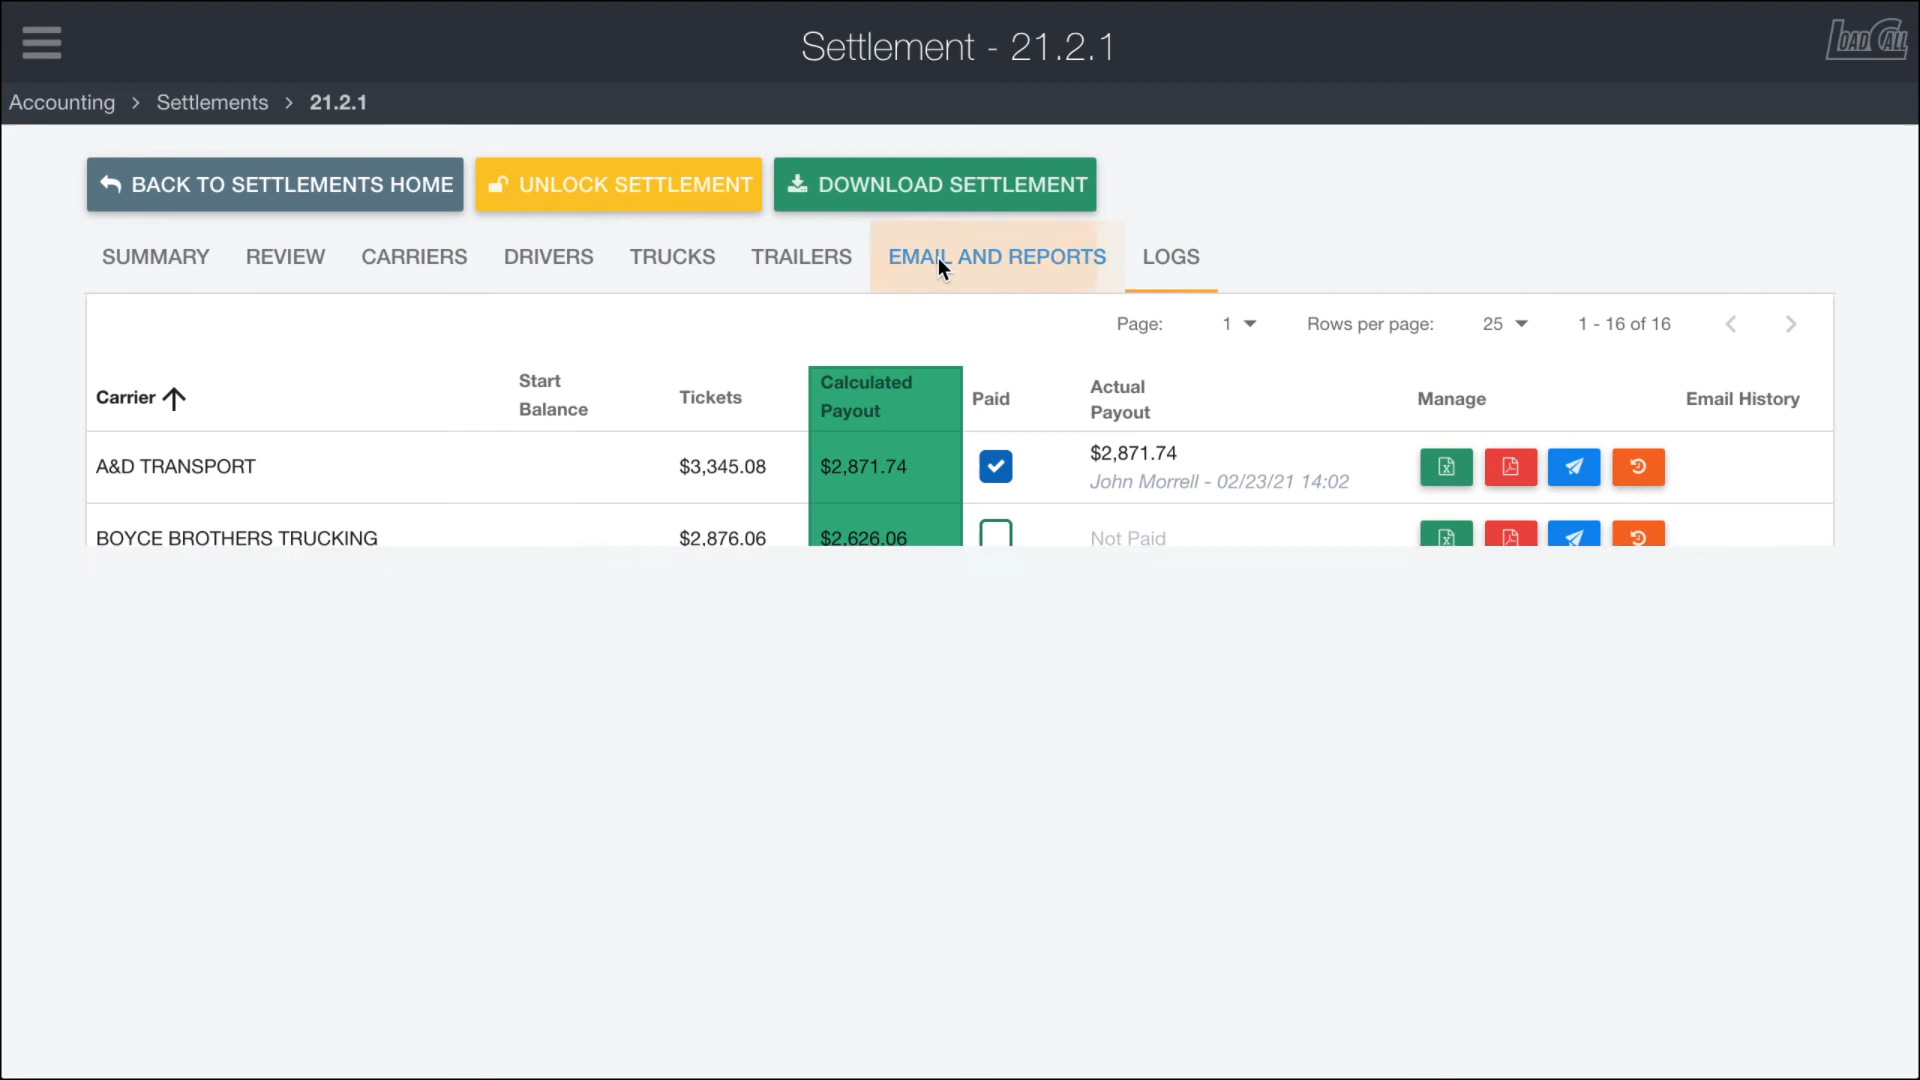 Settlement - 21.2.1
LOAD CALL
Accounting > Settlements > 21.2.1
BACK TO SETTLEMENTS HOME UNLOCK SETTLEMENT DOWNLOAD SETTLEMENT
SUMMARY REVIEW CARRIERS DRIVERS TRUCKS TRAILERS EMAIL AND REPORTS LOGS
Page: 1 Rows per page: 25 1 - 16 of 16
Carrier Start Balance Tickets Calculated Payout Paid Actual Payout Manage Email History
A&D TRANSPORT $3,345.08 $2,871.74 $2,871.74
John Morrell - 02/23/21 14:02
BOYCE BROTHERS TRUCKING $2,876.06 $2,626.06 Not Paid